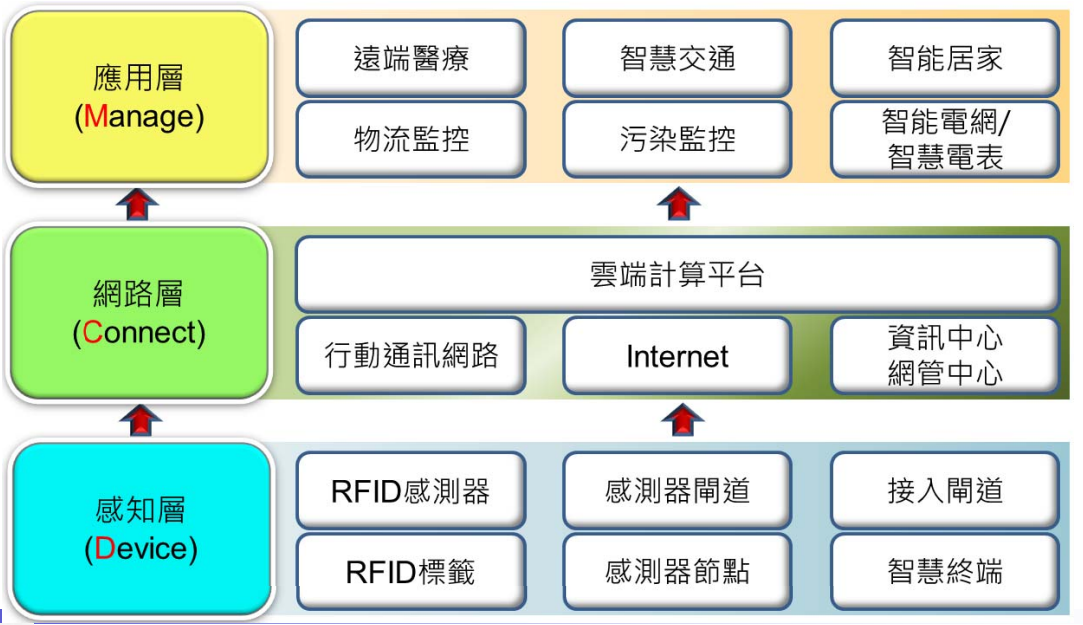 應用層
(Manage)
遠端醫療
智慧交通
智能居家
物流監控
污染監控
智能電網/
智慧電表
網路層
(Connect)
雲端計算平台
行動通訊網路
Internet
資訊中心
網管中心
感知層
(Device)
RFID感測器
感測器閘道
接入閘道
RFID標籤
感測器節點
智慧終端